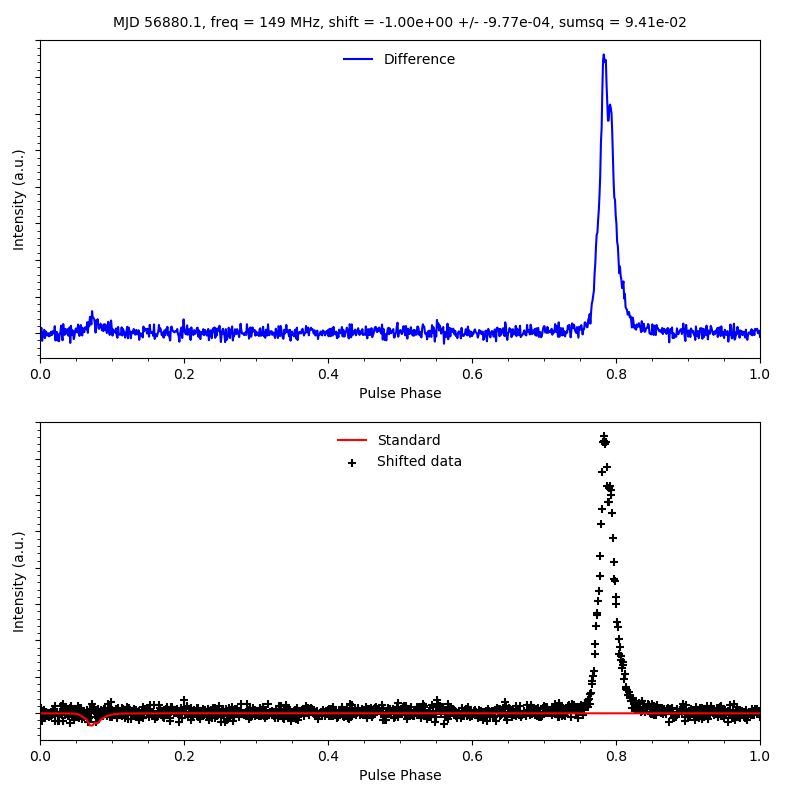 MJD 56880.1, freq = 149 MHz, shift = -1.00e+00 +/- -9.77e-04, sumsq = 9.41e-02
Difference
Intensity (a.u.)
0.0 0.2 0.4 0.6 0.8 1.0
Pulse Phase
Standard
Shifted data
Intensity (a.u.)
0.0 0.2 0.4 0.6 0.8 1.0
Pulse Phase